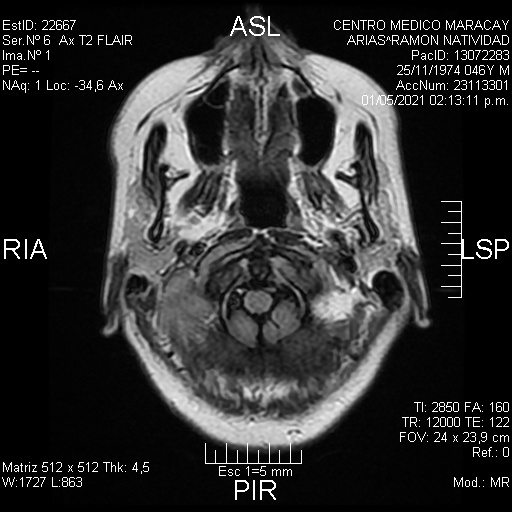 EstID: 22667
Ser.Nº 6 Ax T2 FLAIR
Ima.Nº 1
PE= --
NAq: 1 Loc: -34,6 Ax
ASL
CENTRO MEDICO MARACAY
ARIAS^RAMON NATIVIDAD
PacID: 13072283
25/11/1974 046Y M
AccNum: 23113301
01/05/2021 02:13:11 p.m.
RIA
LSP
TI: 2850 FA: 160
TR: 12000 TE: 122
FOV: 24 x 23,9 cm
Ref.: 0
Matriz 512 x 512 Thk: 4,5
W:1727 L:863
Esc 1=5 mm
PIR
Mod.: MR